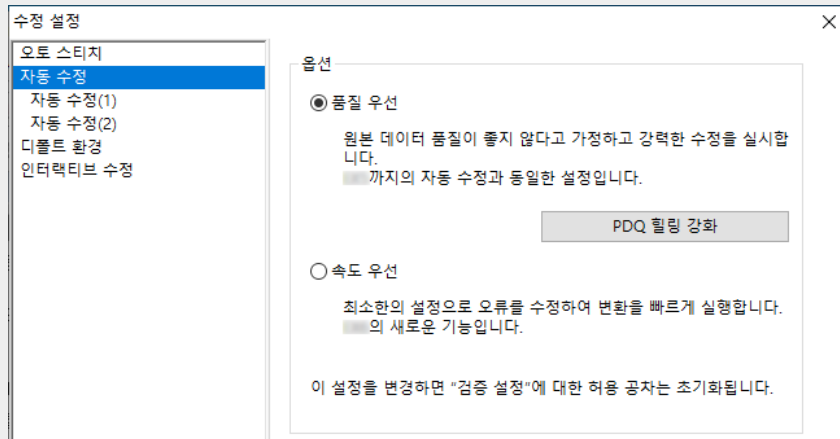 수정 설정
오토 스티치
자동 수정
자동 수정(1)
자동 수정(2)
디폴트 환경
인터랙티브 수정
옵션
품질 우선
원본 데이터 품질이 좋지 않다고 가정하고 강력한 수정을 실시합
니다.
까지의 자동 수정과 동일한 설정입니다.
PDQ 힐링 강화
속도 우선
최소한의 설정으로 오류를 수정하여 변환을 빠르게 실행합니다.
의 새로운 기능입니다.
이 설정을 변경하면 “검증 설정”에 대한 허용 공차는 초기화됩니다.